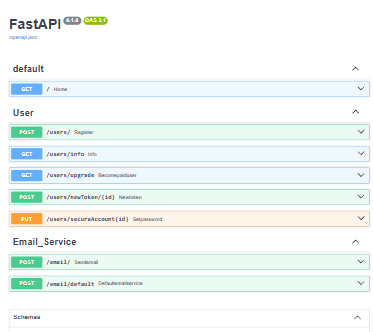 FastAPI 0.1.0 OAS 3.1
/openapi.json
default
GET / Home
User
POST /users/ Register
GET /users/info Info
GET /users/upgrade Becomepaiduser
POST /users/newToken/{id} Newtoken
PUT /users/secureAccount{id} Setpassword
Email_Service
POST /email/ Sendemail
POST /email/default Defaultemailservice
Schemas